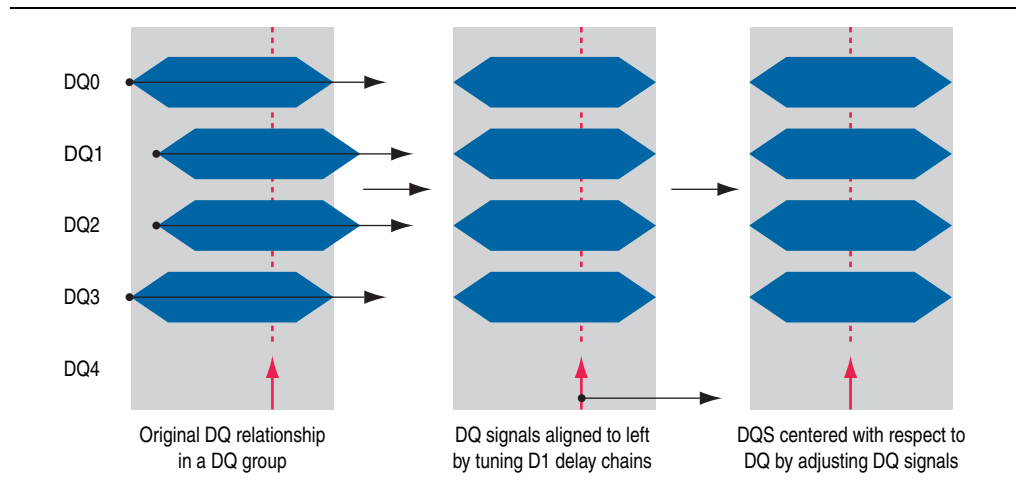 DQ0
DQ1
DQ2
DQ3
DQ4
Original DQ relationship
in a DQ group
DQ signals aligned to left
by tuning D1 delay chains
DQS centered with respect to
DQ by adjusting DQ signals